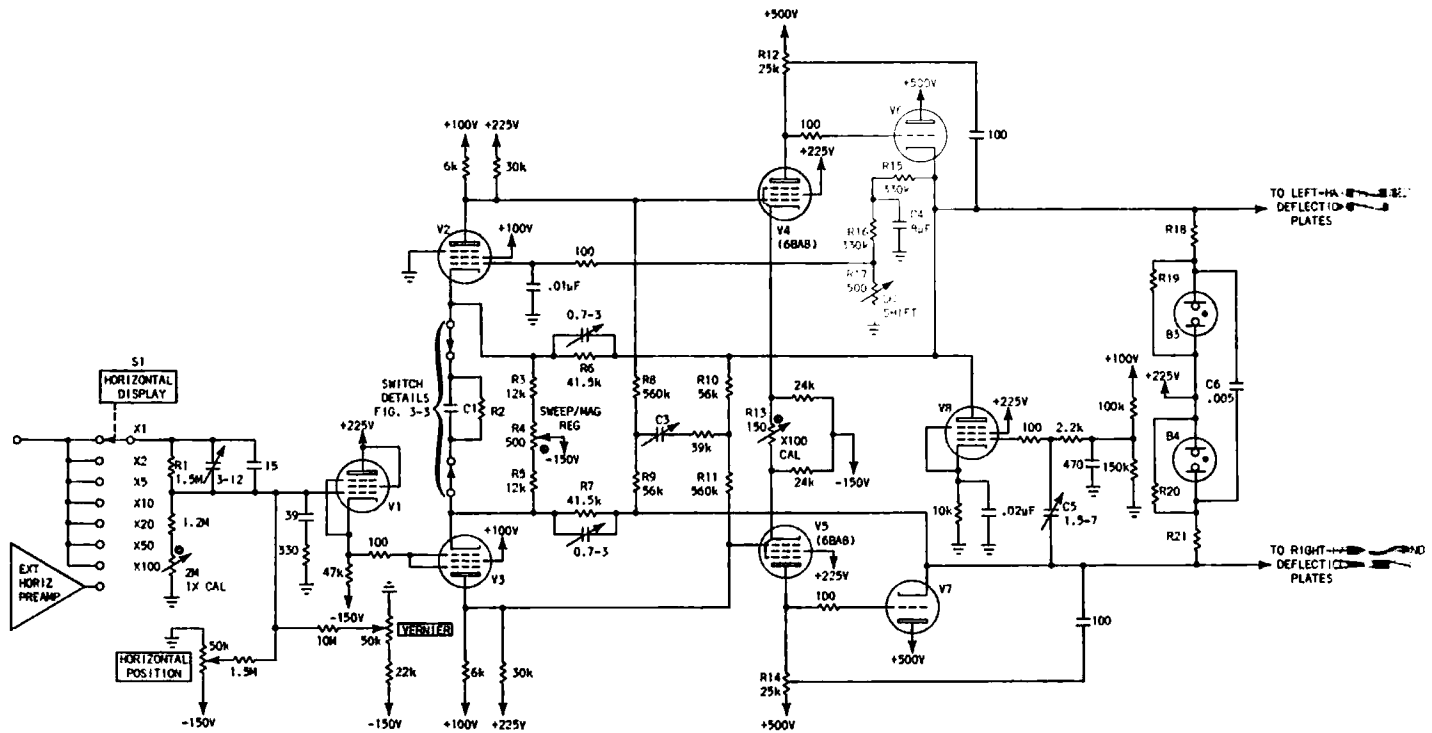 +500V
R12
25k
+500V
V6
100
100
+100V
+225V
6k
30k
+225V
R15
330k
TO LEFT-HA
DEFLECTIO
PLATES
V2
+100V
V4
(6BA8)
R16
330k
C4
R18
100
.01uF
R17
500
SHIFT
R19
0.7-3
B3
S1
HORIZONTAL
DISPLAY
SWITCH
DETAILS
FIG. 3-3
C1
R2
R3
12k
R6
41.5k
R8
560k
R10
56k
24k
+100V
+225V
C6
.005
X1
SWEEP/MAG
REG
R4
500
-150V
C3
39k
R13
150
X100
CAL
V8
+225V
100k
100
2.2k
B4
X2
R1
1.5M
3-12
15
+225V
X5
X10
1.2M
V1
R5
12k
R7
41.5k
R9
56k
R11
560k
24k
-150V
470
150k
R20
X20
39
10k
.02uF
C5
1.5-7
X50
X100
330
100
+100V
0.7-3
V5
(6BA8)
R21
EXT
HORIZ
PREAMP
2M
1X CAL
47k
V3
+225V
TO RIGHT-HA
ND
DEFLECTIO
PLATES
-150V
100
V7
10M
50k
VERNIER
100
50k
HORIZONTAL
POSITION
1.5M
22k
6k
30k
+500V
R14
25k
-150V
-150V
+100V
+225V
+500V